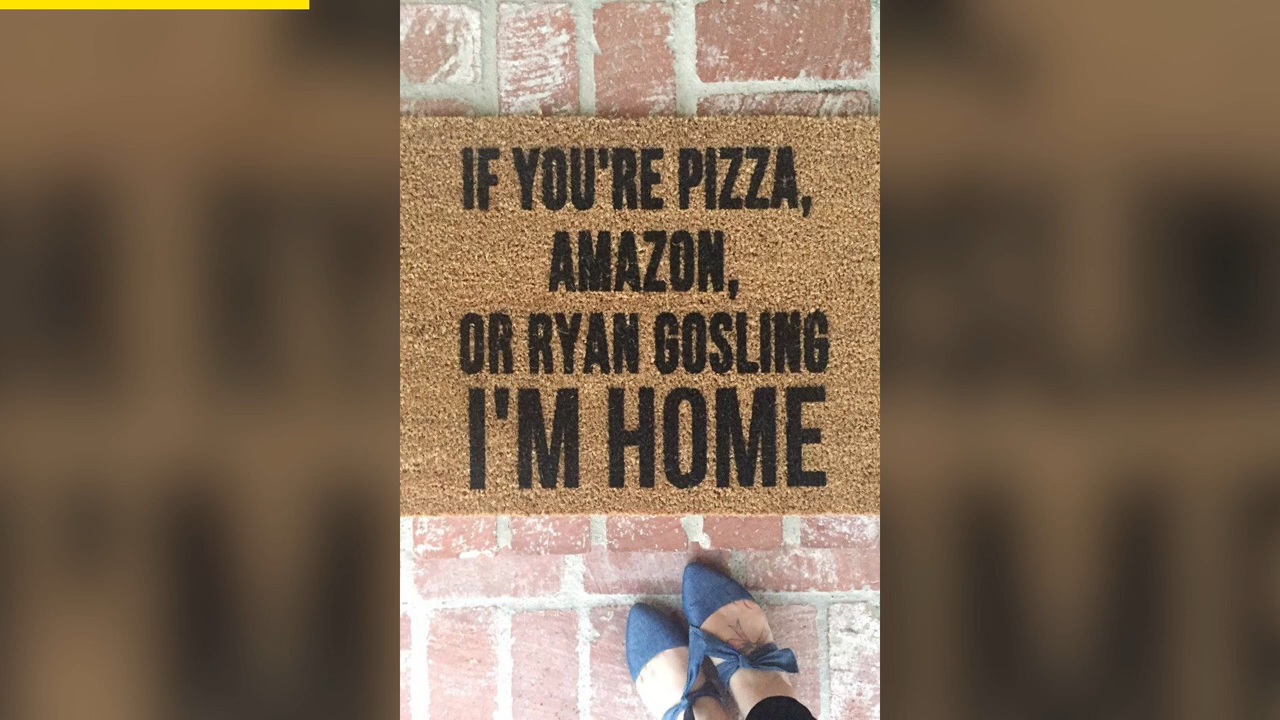 IF YOU'RE PIZZA,
AMAZON,
OR RYAN GOSLING
I'M HOME